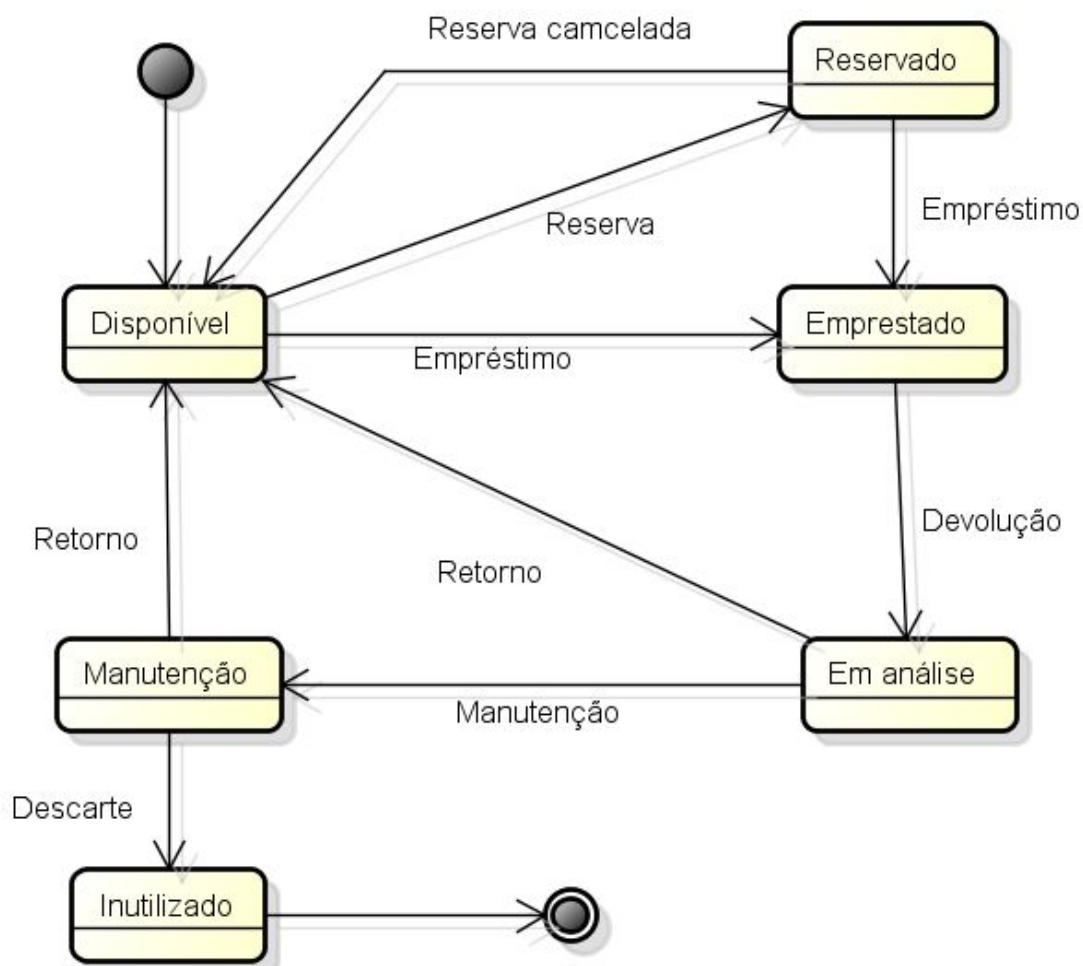 Reserva camcelada
Reservado
Reserva
Empréstimo
Disponível
Empréstimo
Emprestado
Retorno
Retorno
Devolução
Manutenção
Manutenção
Em análise
Descarte
Inutilizado